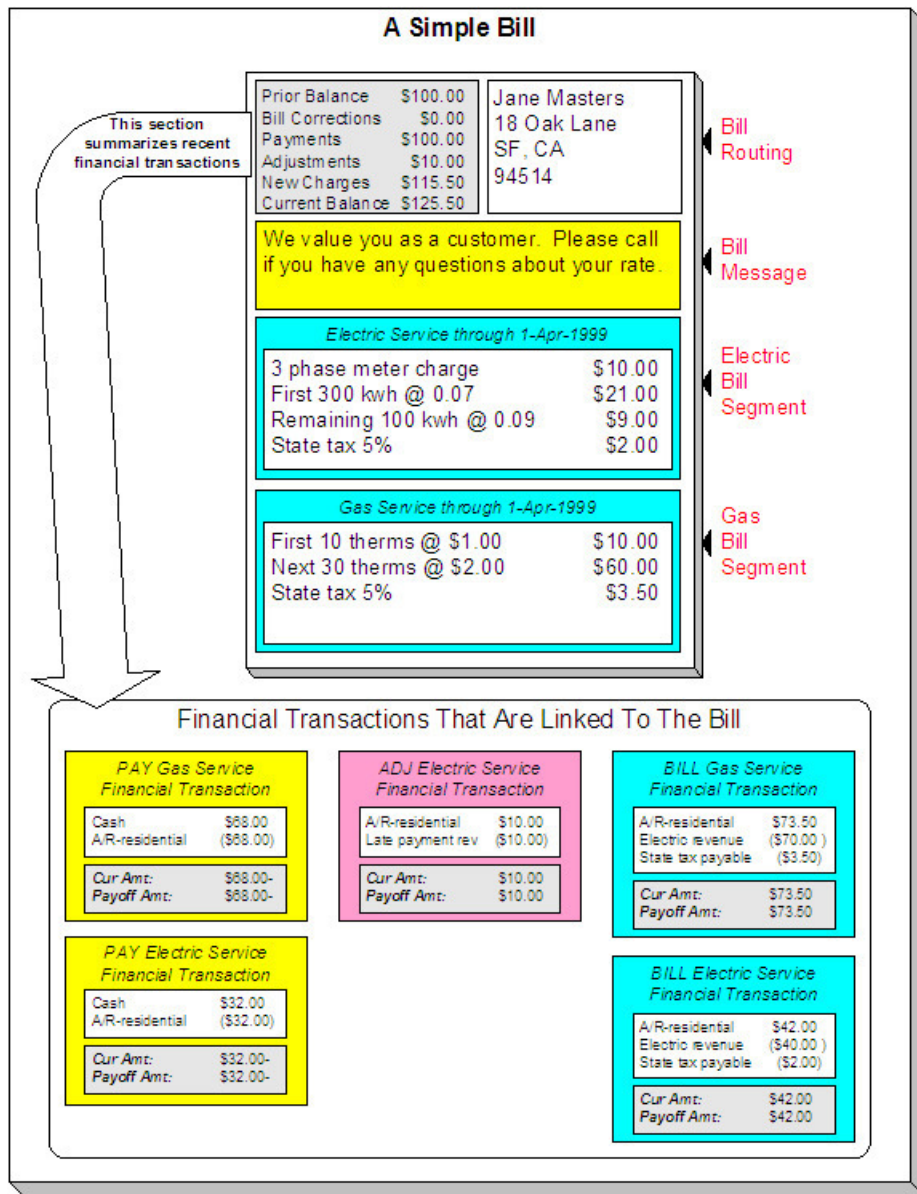 A Simple Bill
This section
summarizes recent
financial transactions
Prior Balance $100.00
Bill Corrections $0.00
Payments $100.00
Adjustments $10.00
New Charges $115.50
Current Balance $125.50
Jane Masters
18 Oak Lane
SF, CA
94514
Bill
Routing
We value you as a customer. Please call
if you have any questions about your rate.
Bill
Message
Electric Service through 1-Apr-1999
3 phase meter charge $10.00
First 300 kwh @ 0.07 $21.00
Remaining 100 kwh @ 0.09 $9.00
State tax 5% $2.00
Electric
Bill
Segment
Gas Service through 1-Apr-1999
First 10 therms @ $1.00 $10.00
Next 30 therms @ $2.00 $60.00
State tax 5% $3.50
Gas
Bill
Segment
Financial Transactions That Are Linked To The Bill
PAY Gas Service
Financial Transaction
Cash $68.00
A/R-residential ($68.00)
Cur Amt: $68.00-
Payoff Amt: $68.00-
ADJ Electric Service
Financial Transaction
A/R-residential $10.00
Late payment rev ($10.00)
Cur Amt: $10.00
Payoff Amt: $10.00
BILL Gas Service
Financial Transaction
A/R-residential $73.50
Electric revenue ($70.00 )
State tax payable ($3.50)
Cur Amt: $73.50
Payoff Amt: $73.50
PAY Electric Service
Financial Transaction
Cash $32.00
A/R-residential ($32.00)
Cur Amt: $32.00-
Payoff Amt: $32.00-
BILL Electric Service
Financial Transaction
A/R-residential $42.00
Electric revenue ($40.00 )
State tax payable ($2.00)
Cur Amt: $42.00
Payoff Amt: $42.00